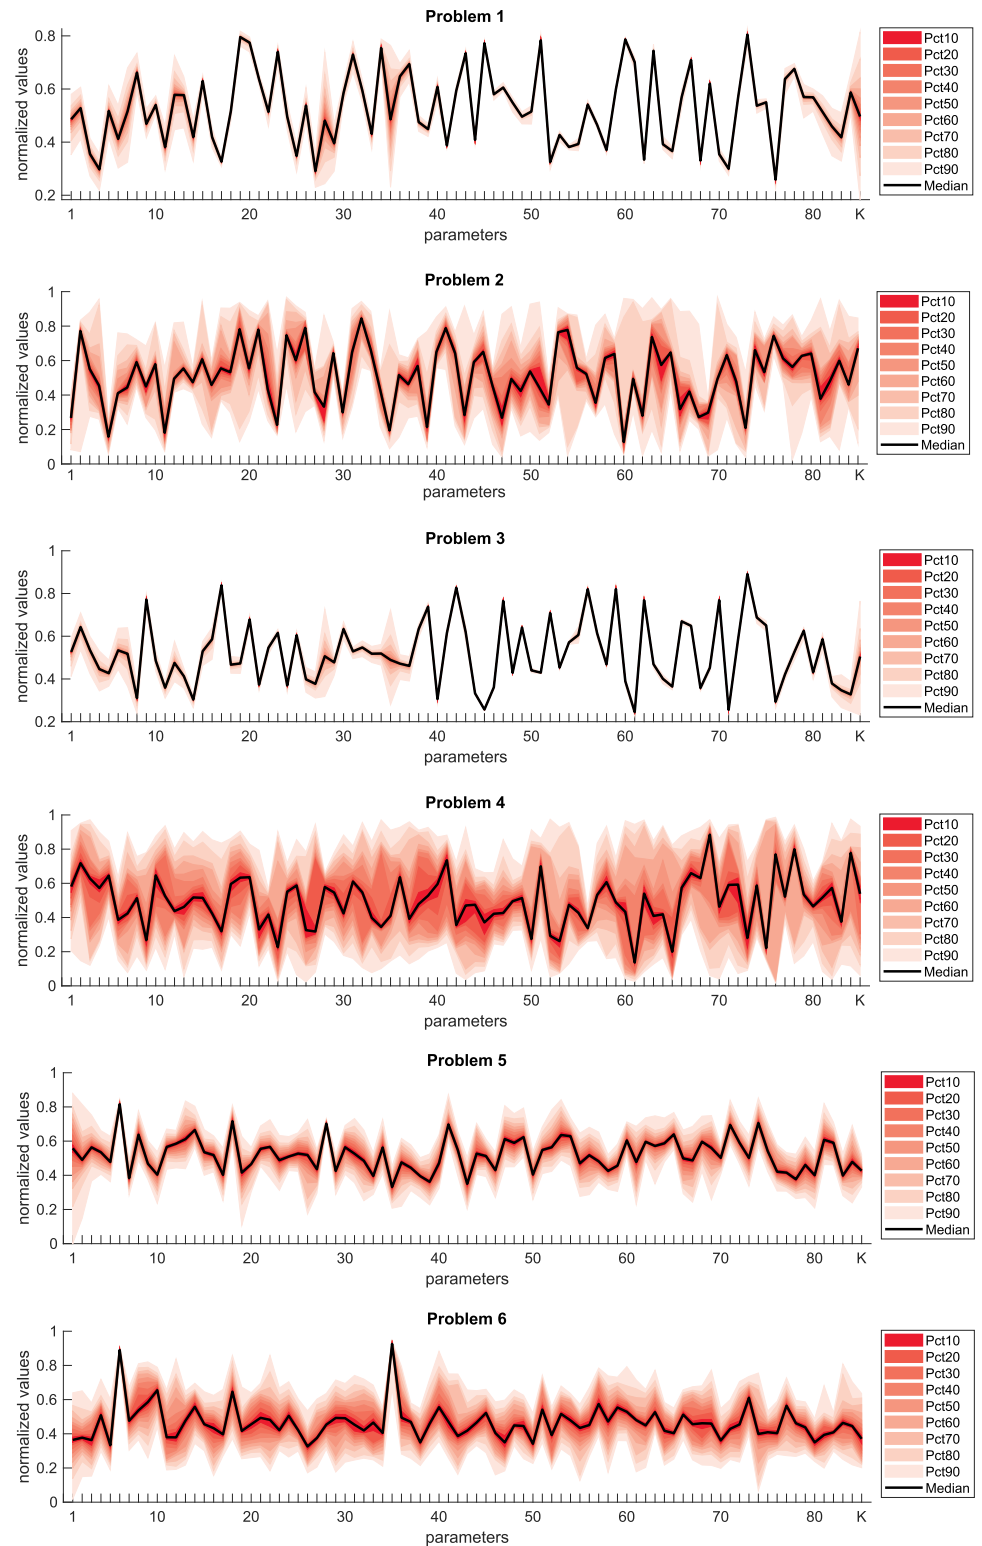 Problem 1
normalized values
0.8
0.6
0.4
0.2
1 10 20 30 40 50 60 70 80 K
parameters
Pct10
Pct20
Pct30
Pct40
Pct50
Pct60
Pct70
Pct80
Pct90
Median
Problem 2
normalized values
1
0.8
0.6
0.4
0.2
0
1 10 20 30 40 50 60 70 80 K
parameters
Pct10
Pct20
Pct30
Pct40
Pct50
Pct60
Pct70
Pct80
Pct90
Median
Problem 3
normalized values
1
0.8
0.6
0.4
0.2
1 10 20 30 40 50 60 70 80 K
parameters
Pct10
Pct20
Pct30
Pct40
Pct50
Pct60
Pct70
Pct80
Pct90
Median
Problem 4
normalized values
1
0.8
0.6
0.4
0.2
0
1 10 20 30 40 50 60 70 80 K
parameters
Pct10
Pct20
Pct30
Pct40
Pct50
Pct60
Pct70
Pct80
Pct90
Median
Problem 5
normalized values
1
0.8
0.6
0.4
0.2
0
1 10 20 30 40 50 60 70 80 K
parameters
Pct10
Pct20
Pct30
Pct40
Pct50
Pct60
Pct70
Pct80
Pct90
Median
Problem 6
normalized values
1
0.8
0.6
0.4
0.2
0
1 10 20 30 40 50 60 70 80 K
parameters
Pct10
Pct20
Pct30
Pct40
Pct50
Pct60
Pct70
Pct80
Pct90
Median